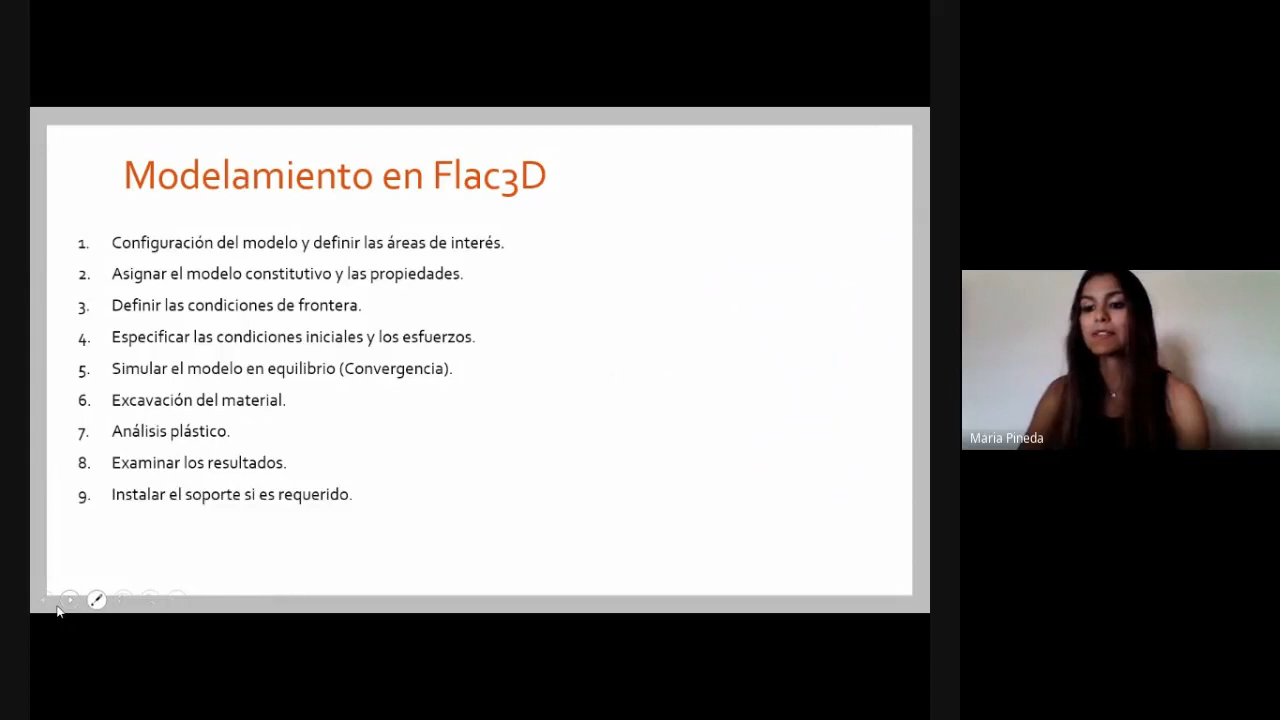 Modelamiento en Flac3D
1. Configuración del modelo y definir las áreas de interés.
2. Asignar el modelo constitutivo y las propiedades.
3. Definir las condiciones de frontera.
4. Especificar las condiciones iniciales y los esfuerzos.
5. Simular el modelo en equilibrio (Convergencia).
6. Excavación del material.
7. Análisis plástico.
8. Examinar los resultados.
9. Instalar el soporte si es requerido.
Maria Pineda